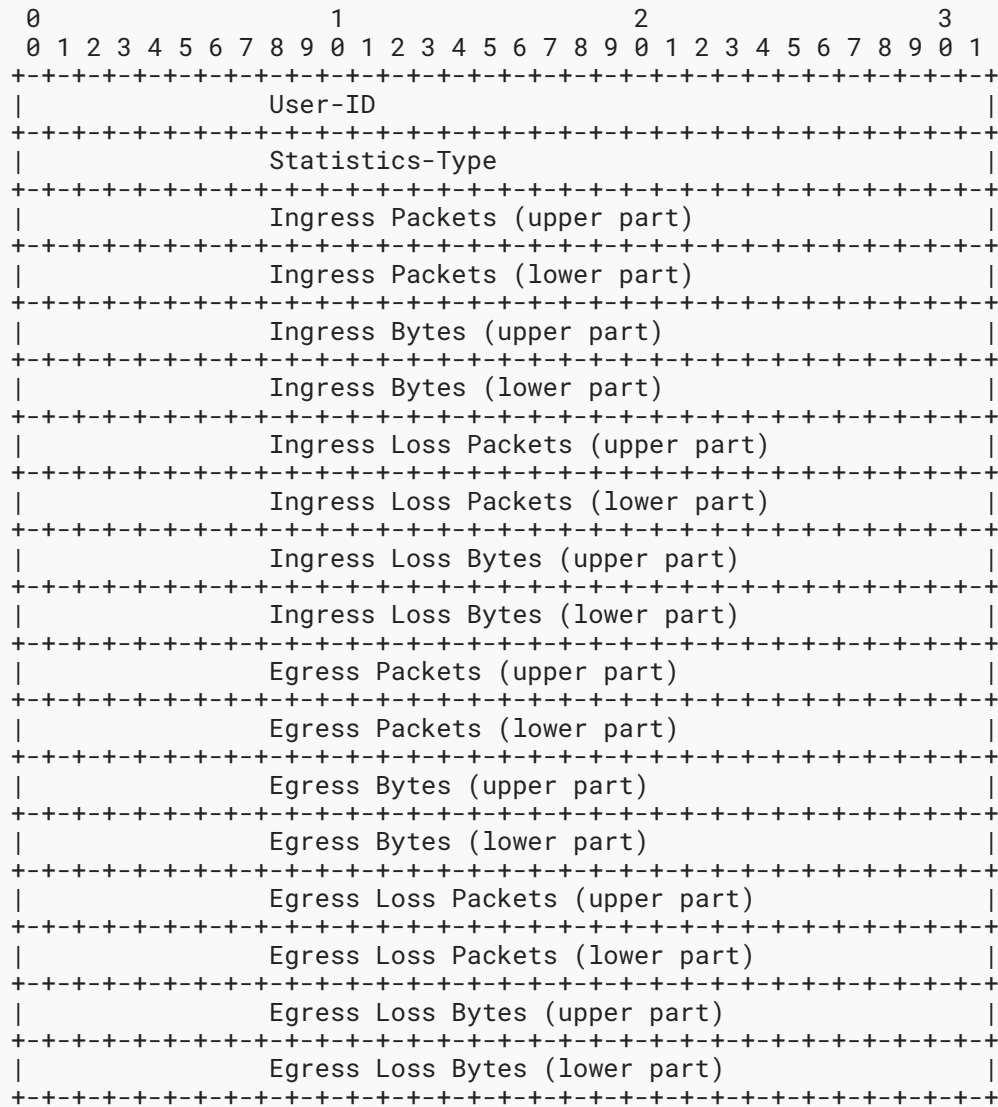 0                   1                   2                   3
 0 1 2 3 4 5 6 7 8 9 0 1 2 3 4 5 6 7 8 9 0 1 2 3 4 5 6 7 8 9 0 1
+-+-+-+-+-+-+-+-+-+-+-+-+-+-+-+-+-+-+-+-+-+-+-+-+-+-+-+-+-+-+-+-+
|                User-ID                                        |
+-+-+-+-+-+-+-+-+-+-+-+-+-+-+-+-+-+-+-+-+-+-+-+-+-+-+-+-+-+-+-+-+
|                Statistics-Type                                |
+-+-+-+-+-+-+-+-+-+-+-+-+-+-+-+-+-+-+-+-+-+-+-+-+-+-+-+-+-+-+-+-+
|                Ingress Packets (upper part)                   |
+-+-+-+-+-+-+-+-+-+-+-+-+-+-+-+-+-+-+-+-+-+-+-+-+-+-+-+-+-+-+-+-+
|                Ingress Packets (lower part)                   |
+-+-+-+-+-+-+-+-+-+-+-+-+-+-+-+-+-+-+-+-+-+-+-+-+-+-+-+-+-+-+-+-+
|                Ingress Bytes (upper part)                     |
+-+-+-+-+-+-+-+-+-+-+-+-+-+-+-+-+-+-+-+-+-+-+-+-+-+-+-+-+-+-+-+-+
|                Ingress Bytes (lower part)                     |
+-+-+-+-+-+-+-+-+-+-+-+-+-+-+-+-+-+-+-+-+-+-+-+-+-+-+-+-+-+-+-+-+
|                Ingress Loss Packets (upper part)              |
+-+-+-+-+-+-+-+-+-+-+-+-+-+-+-+-+-+-+-+-+-+-+-+-+-+-+-+-+-+-+-+-+
|                Ingress Loss Packets (lower part)              |
+-+-+-+-+-+-+-+-+-+-+-+-+-+-+-+-+-+-+-+-+-+-+-+-+-+-+-+-+-+-+-+-+
|                Ingress Loss Bytes (upper part)                |
+-+-+-+-+-+-+-+-+-+-+-+-+-+-+-+-+-+-+-+-+-+-+-+-+-+-+-+-+-+-+-+-+
|                Ingress Loss Bytes (lower part)                |
+-+-+-+-+-+-+-+-+-+-+-+-+-+-+-+-+-+-+-+-+-+-+-+-+-+-+-+-+-+-+-+-+
|                Egress Packets (upper part)                    |
+-+-+-+-+-+-+-+-+-+-+-+-+-+-+-+-+-+-+-+-+-+-+-+-+-+-+-+-+-+-+-+-+
|                Egress Packets (lower part)                    |
+-+-+-+-+-+-+-+-+-+-+-+-+-+-+-+-+-+-+-+-+-+-+-+-+-+-+-+-+-+-+-+-+
|                Egress Bytes (upper part)                      |
+-+-+-+-+-+-+-+-+-+-+-+-+-+-+-+-+-+-+-+-+-+-+-+-+-+-+-+-+-+-+-+-+
|                Egress Bytes (lower part)                      |
+-+-+-+-+-+-+-+-+-+-+-+-+-+-+-+-+-+-+-+-+-+-+-+-+-+-+-+-+-+-+-+-+
|                Egress Loss Packets (upper part)               |
+-+-+-+-+-+-+-+-+-+-+-+-+-+-+-+-+-+-+-+-+-+-+-+-+-+-+-+-+-+-+-+-+
|                Egress Loss Packets (lower part)               |
+-+-+-+-+-+-+-+-+-+-+-+-+-+-+-+-+-+-+-+-+-+-+-+-+-+-+-+-+-+-+-+-+
|                Egress Loss Bytes (upper part)                 |
+-+-+-+-+-+-+-+-+-+-+-+-+-+-+-+-+-+-+-+-+-+-+-+-+-+-+-+-+-+-+-+-+
|                Egress Loss Bytes (lower part)                 |
+-+-+-+-+-+-+-+-+-+-+-+-+-+-+-+-+-+-+-+-+-+-+-+-+-+-+-+-+-+-+-+-+